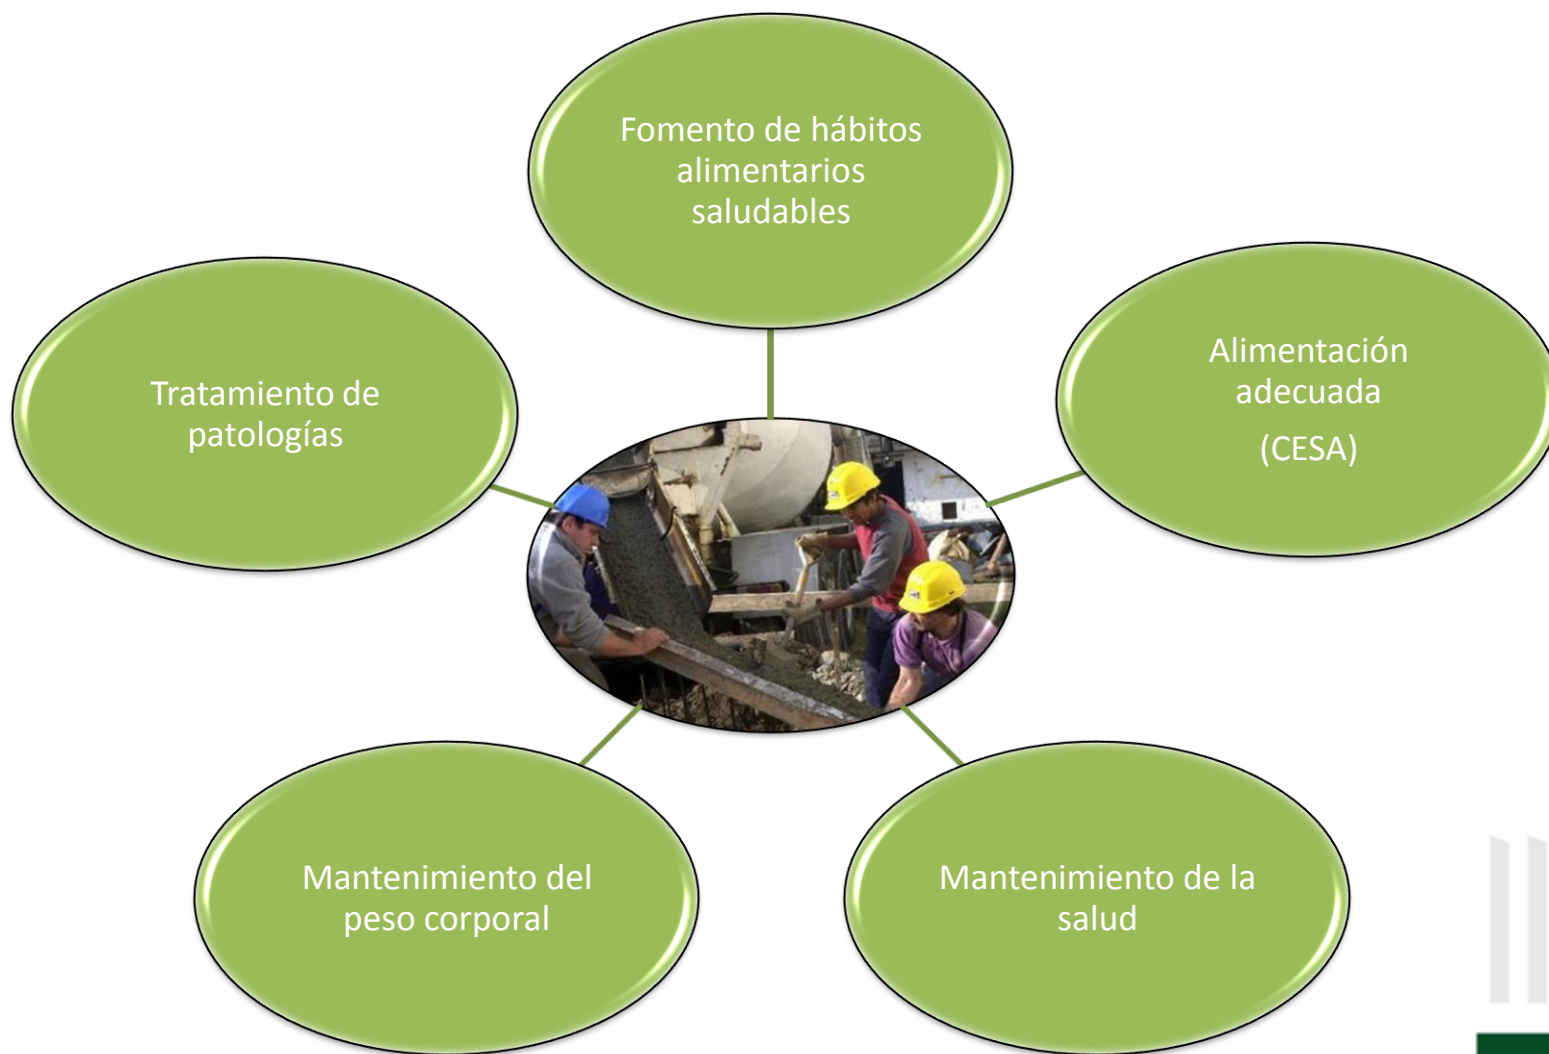 Fomento de hábitos
alimentarios
saludables
Alimentación
adecuada
(CESA)
Tratamiento de
patologías
Mantenimiento del
peso corporal
Mantenimiento de la
salud